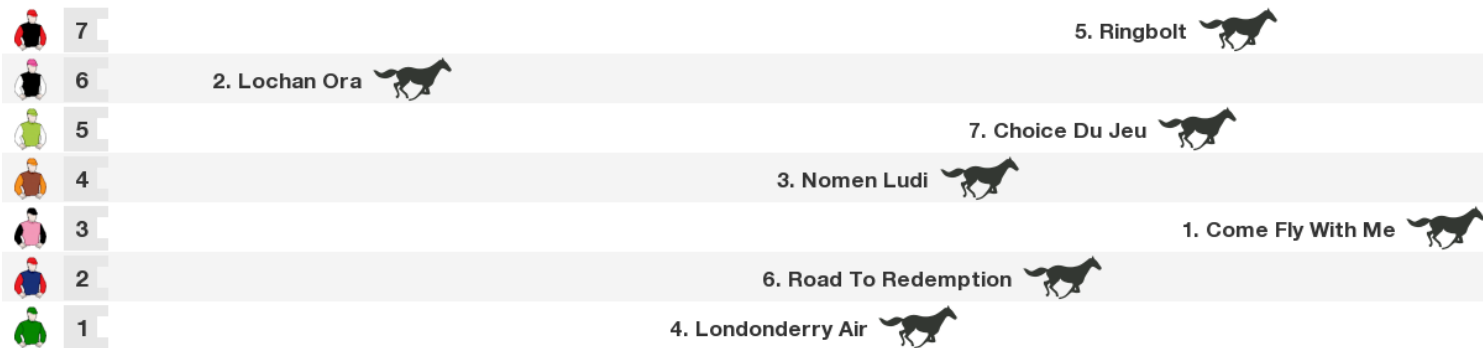 7 5. Ringbolt
6 2. Lochan Ora
5 7. Choice Du Jeu
4 3. Nomen Ludi
3 1. Come Fly With Me
2 6. Road To Redemption
1 4. Londonderry Air